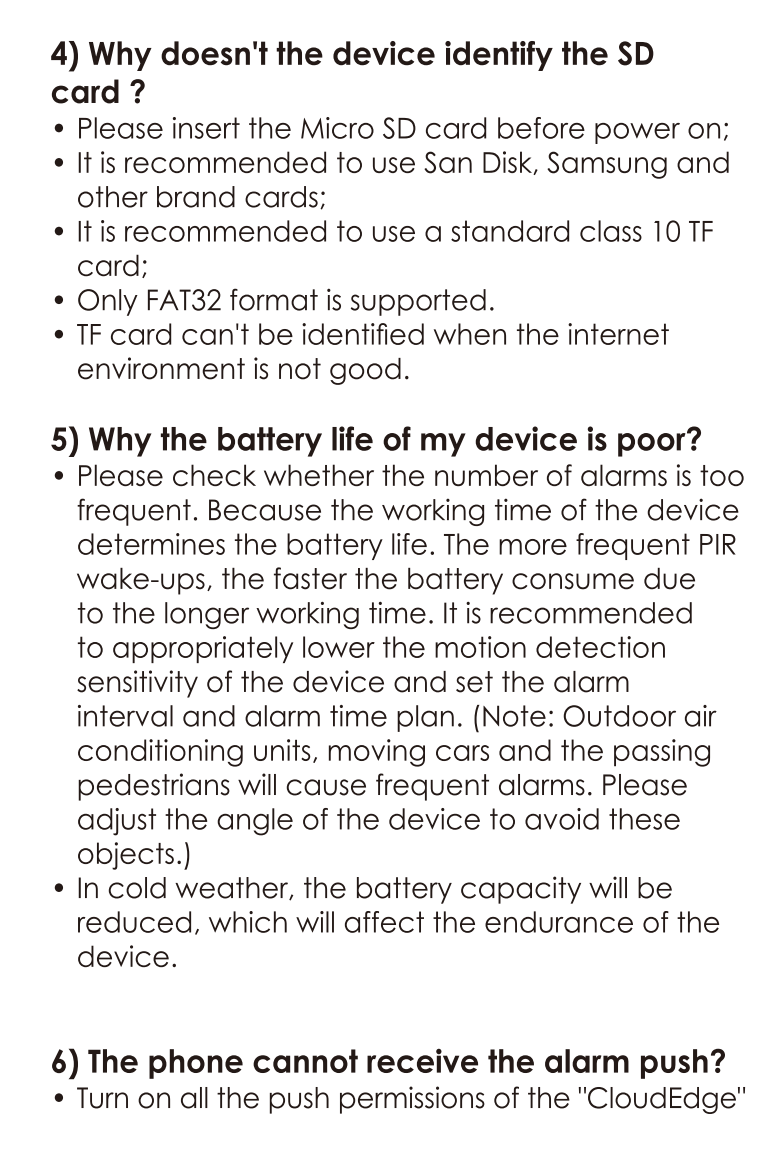 4) Why doesn't the device identify the SD
card ?
• Please insert the Micro SD card before power on;
• It is recommended to use San Disk, Samsung and
other brand cards;
• It is recommended to use a standard class 10 TF
card;
• Only FAT32 format is supported.
• TF card can't be identified when the internet
environment is not good.
5) Why the battery life of my device is poor?
• Please check whether the number of alarms is too
frequent. Because the working time of the device
determines the battery life. The more frequent PIR
wake-ups, the faster the battery consume due
to the longer working time. It is recommended
to appropriately lower the motion detection
sensitivity of the device and set the alarm
interval and alarm time plan. (Note: Outdoor air
conditioning units, moving cars and the passing
pedestrians will cause frequent alarms. Please
adjust the angle of the device to avoid these
objects.)
• In cold weather, the battery capacity will be
reduced, which will affect the endurance of the
device.
6) The phone cannot receive the alarm push?
• Turn on all the push permissions of the "CloudEdge"